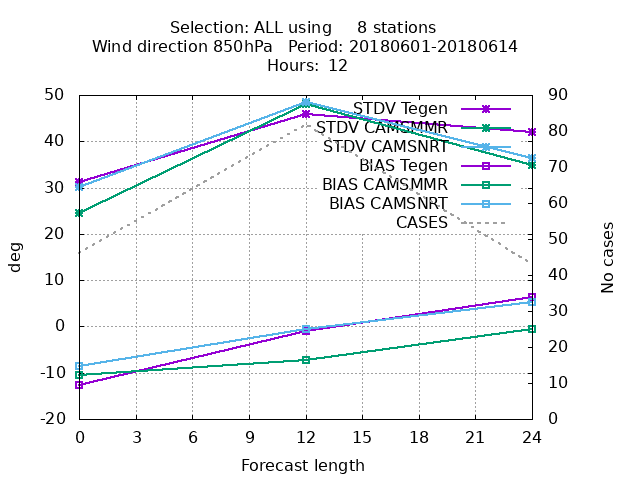 Selection: ALL using     8 stations
Wind direction 850hPa   Period: 20180601-20180614
Hours: 12
50
40
30
20
10
0
-10
-20
deg
90
80
70
60
50
40
30
20
10
0
No cases
STDV Tegen
STDV CAMSMMR
STDV CAMSNRT
BIAS Tegen
BIAS CAMSMMR
BIAS CAMSNRT
CASES
0 3 6 9 12 15 18 21 24
Forecast length